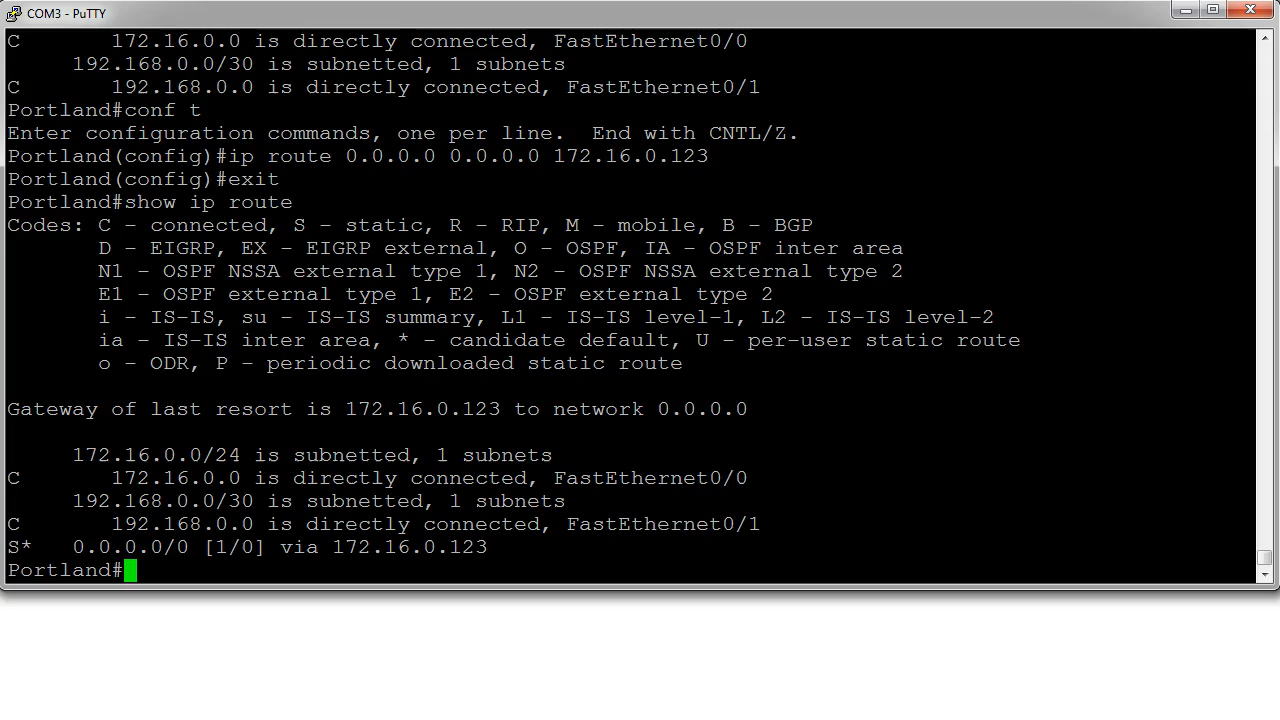 COM3 - PuTTY
C       172.16.0.0 is directly connected, FastEthernet0/0
     192.168.0.0/30 is subnetted, 1 subnets
C       192.168.0.0 is directly connected, FastEthernet0/1
Portland#conf t
Enter configuration commands, one per line.  End with CNTL/Z.
Portland(config)#ip route 0.0.0.0 0.0.0.0 172.16.0.123
Portland(config)#exit
Portland#show ip route
Codes: C - connected, S - static, R - RIP, M - mobile, B - BGP
       D - EIGRP, EX - EIGRP external, O - OSPF, IA - OSPF inter area
       N1 - OSPF NSSA external type 1, N2 - OSPF NSSA external type 2
       E1 - OSPF external type 1, E2 - OSPF external type 2
       i - IS-IS, su - IS-IS summary, L1 - IS-IS level-1, L2 - IS-IS level-2
       ia - IS-IS inter area, * - candidate default, U - per-user static route
       o - ODR, P - periodic downloaded static route
Gateway of last resort is 172.16.0.123 to network 0.0.0.0
     172.16.0.0/24 is subnetted, 1 subnets
C       172.16.0.0 is directly connected, FastEthernet0/0
     192.168.0.0/30 is subnetted, 1 subnets
C       192.168.0.0 is directly connected, FastEthernet0/1
S*   0.0.0.0/0 [1/0] via 172.16.0.123
Portland#